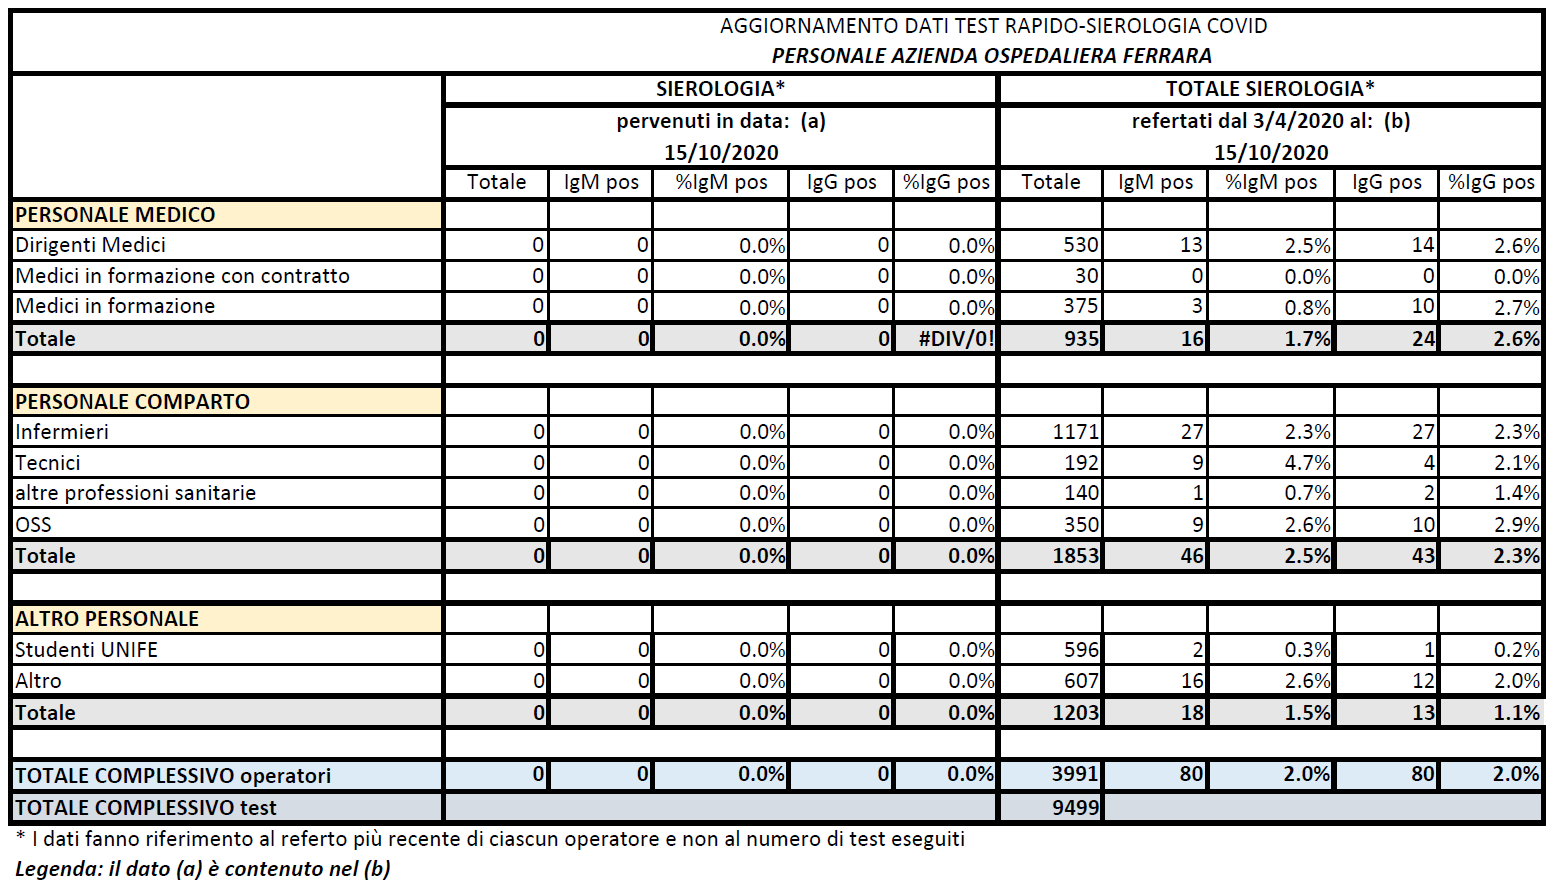 AGGIORNAMENTO DATI TEST RAPIDO-SIEROLOGIA COVID
PERSONALE AZIENDA OSPEDALIERA FERRARA
SIEROLOGIA* TOTALE SIEROLOGIA*
pervenuti in data: (a) refertati dal 3/4/2020 al: (b)
15/10/2020 15/10/2020
Totale IgM pos %IgM pos IgG pos %IgG pos Totale IgM pos %IgM pos IgG pos %IgG pos
PERSONALE MEDICO
Dirigenti Medici 0 0 0.0% 0 0.0% 530 13 2.5% 14 2.6%
Medici in formazione con contratto 0 0 0.0% 0 0.0% 30 0 0.0% 0 0.0%
Medici in formazione 0 0 0.0% 0 0.0% 375 3 0.8% 10 2.7%
Totale 0 0 0.0% 0 #DIV/0! 935 16 1.7% 24 2.6%
PERSONALE COMPARTO
Infermieri 0 0 0.0% 0 0.0% 1171 27 2.3% 27 2.3%
Tecnici 0 0 0.0% 0 0.0% 192 9 4.7% 4 2.1%
altre professioni sanitarie 0 0 0.0% 0 0.0% 140 1 0.7% 2 1.4%
OSS 0 0 0.0% 0 0.0% 350 9 2.6% 10 2.9%
Totale 0 0 0.0% 0 0.0% 1853 46 2.5% 43 2.3%
ALTRO PERSONALE
Studenti UNIFE 0 0 0.0% 0 0.0% 596 2 0.3% 1 0.2%
Altro 0 0 0.0% 0 0.0% 607 16 2.6% 12 2.0%
Totale 0 0 0.0% 0 0.0% 1203 18 1.5% 13 1.1%
TOTALE COMPLESSIVO operatori 0 0 0.0% 0 0.0% 3991 80 2.0% 80 2.0%
TOTALE COMPLESSIVO test 9499
* I dati fanno riferimento al referto più recente di ciascun operatore e non al numero di test eseguiti
Legenda: il dato (a) è contenuto nel (b)